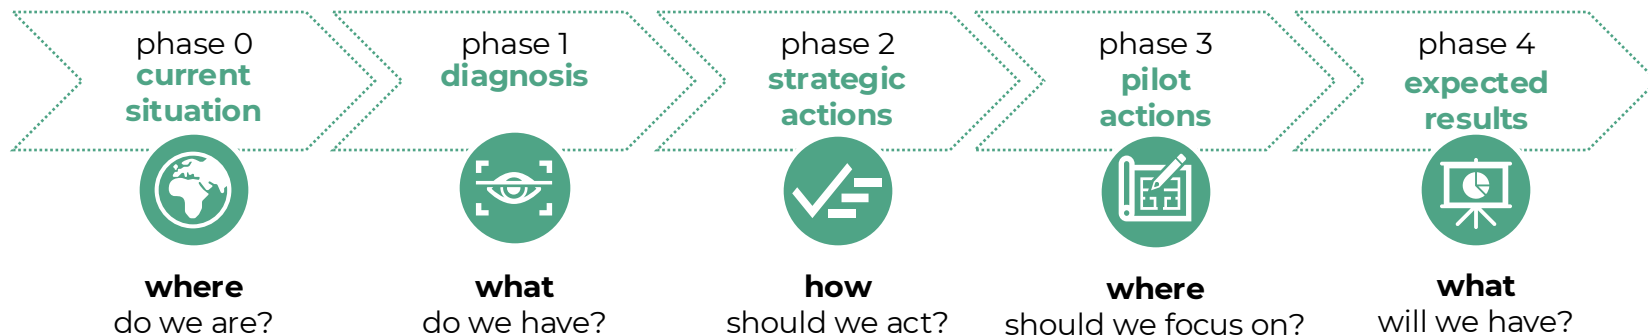 phase 0
current
situation
where
do we are?
phase 1
diagnosis
what
do we have?
phase 2
strategic
actions
how
should we act?
phase 3
pilot
actions
where
should we focus on?
phase 4
expected
results
what
will we have?